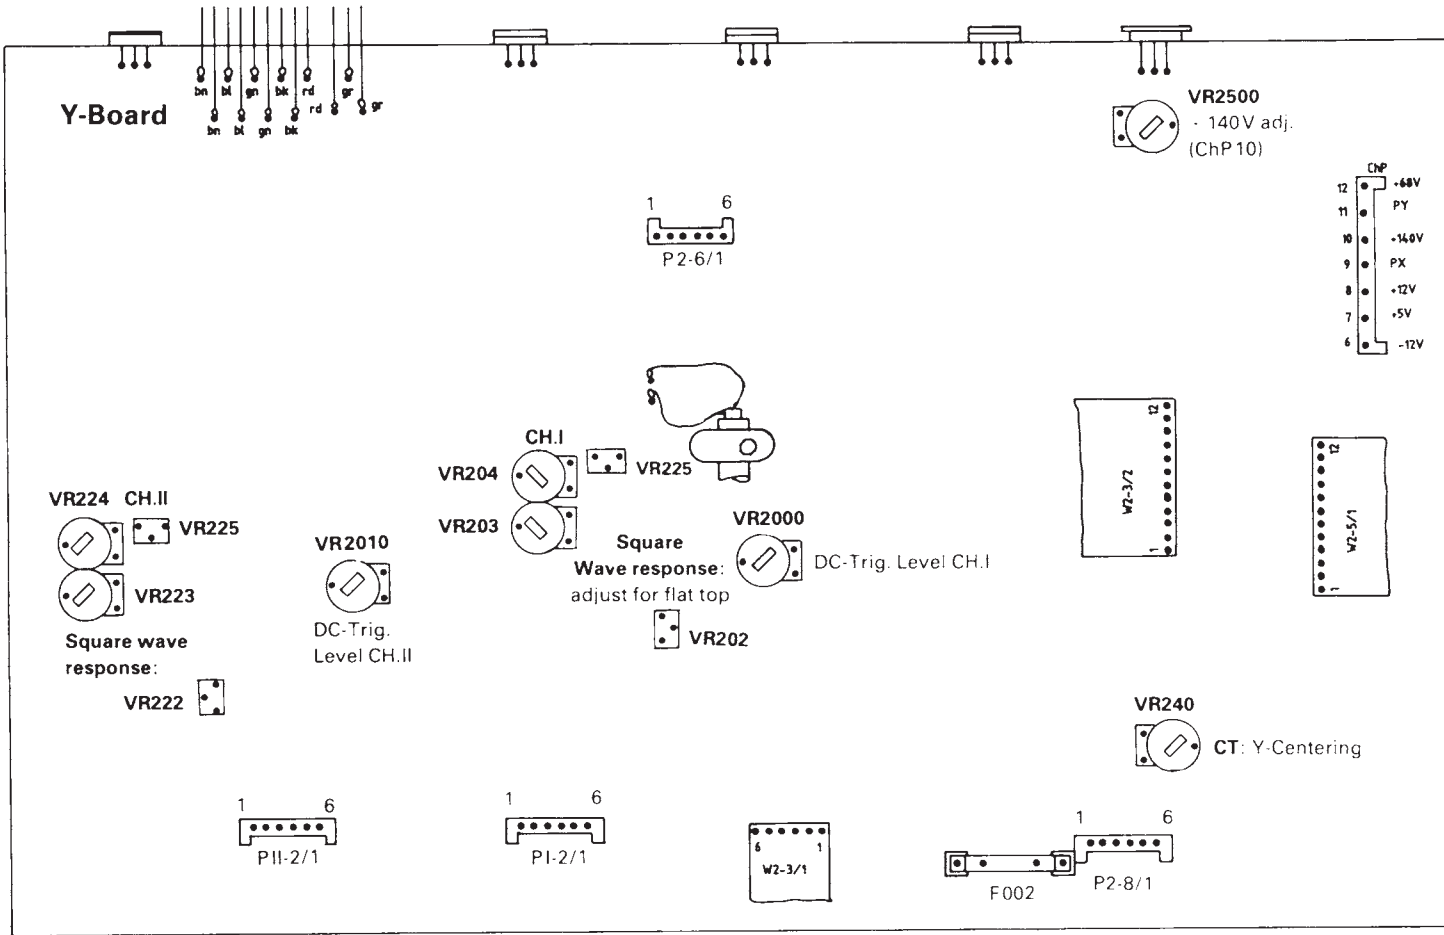 bn bl gn bk rd gr
bn bl gn bk rd gr
Y-Board
VR2500
- 140V adj.
(ChP10)
ChP
12 +68V
11 PY
10 +140V
9 PX
8 +12V
7 +5V
6 -12V
1 6
P2-6/1
CH.I
VR204
VR225
VR203
VR224 CH.II
VR225
VR223
Square wave
response:
VR222
VR2010
DC-Trig.
Level CH.II
Square
Wave response:
adjust for flat top
VR202
VR2000
DC-Trig. Level CH.I
12
W2-3/2
1
12
W2-5/1
1
VR240
CT: Y-Centering
1 6
PII-2/1
1 6
PI-2/1
6 1
W2-3/1
F002
1 6
P2-8/1